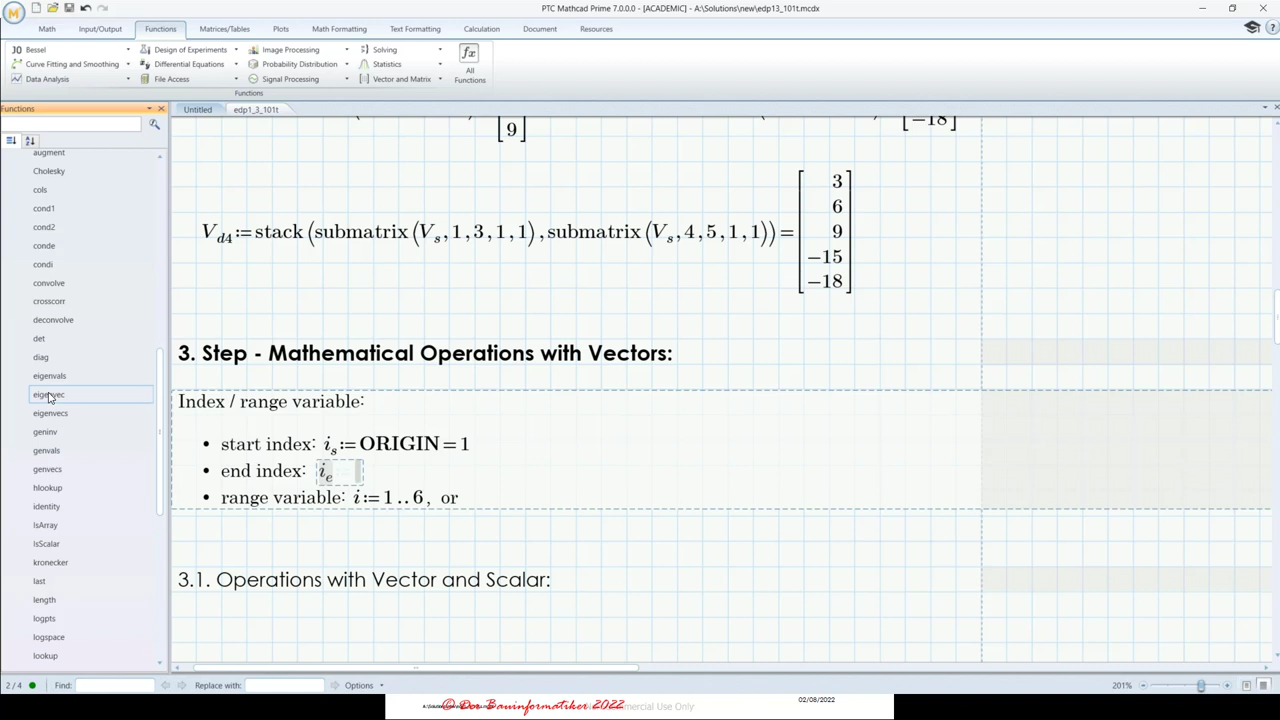 PTC Mathcad Prime 7.0.0.0 - [ACADEMIC] - A:\Solutions\new\edp13_101t.mcdx
Math Input/Output Functions Matrices/Tables Plots Math Formatting Text Formatting Calculation Document Resources
Bessel Design of Experiments Image Processing Solving
Curve Fitting and Smoothing Differential Equations Probability Distribution Statistics
Data Analysis File Access Signal Processing Vector and Matrix
All Functions
Functions
Functions
Untitled edp1_3_101t
augment
Cholesky
cols
cond1
cond2
conde
condi
convolve
crosscorr
deconvolve
det
diag
eigenvals
eigenvec
eigenvecs
geninv
genvals
genvecs
hlookup
identity
IsArray
IsScalar
kronecker
last
length
logpts
logspace
lookup
[9]
[−18]
V_d4:=stack(submatrix(V_s,1,3,1,1),submatrix(V_s,4,5,1,1))=[3 6 9 −15 −18]
3. Step - Mathematical Operations with Vectors:
Index / range variable:
• start index: i_s:=ORIGIN=1
• end index: i_e
• range variable: i:=1..6, or
3.1. Operations with Vector and Scalar:
2 / 4 Find: Replace with: Options 201%
© Der Bauinformatiker 2022
Commercial Use Only
02/08/2022